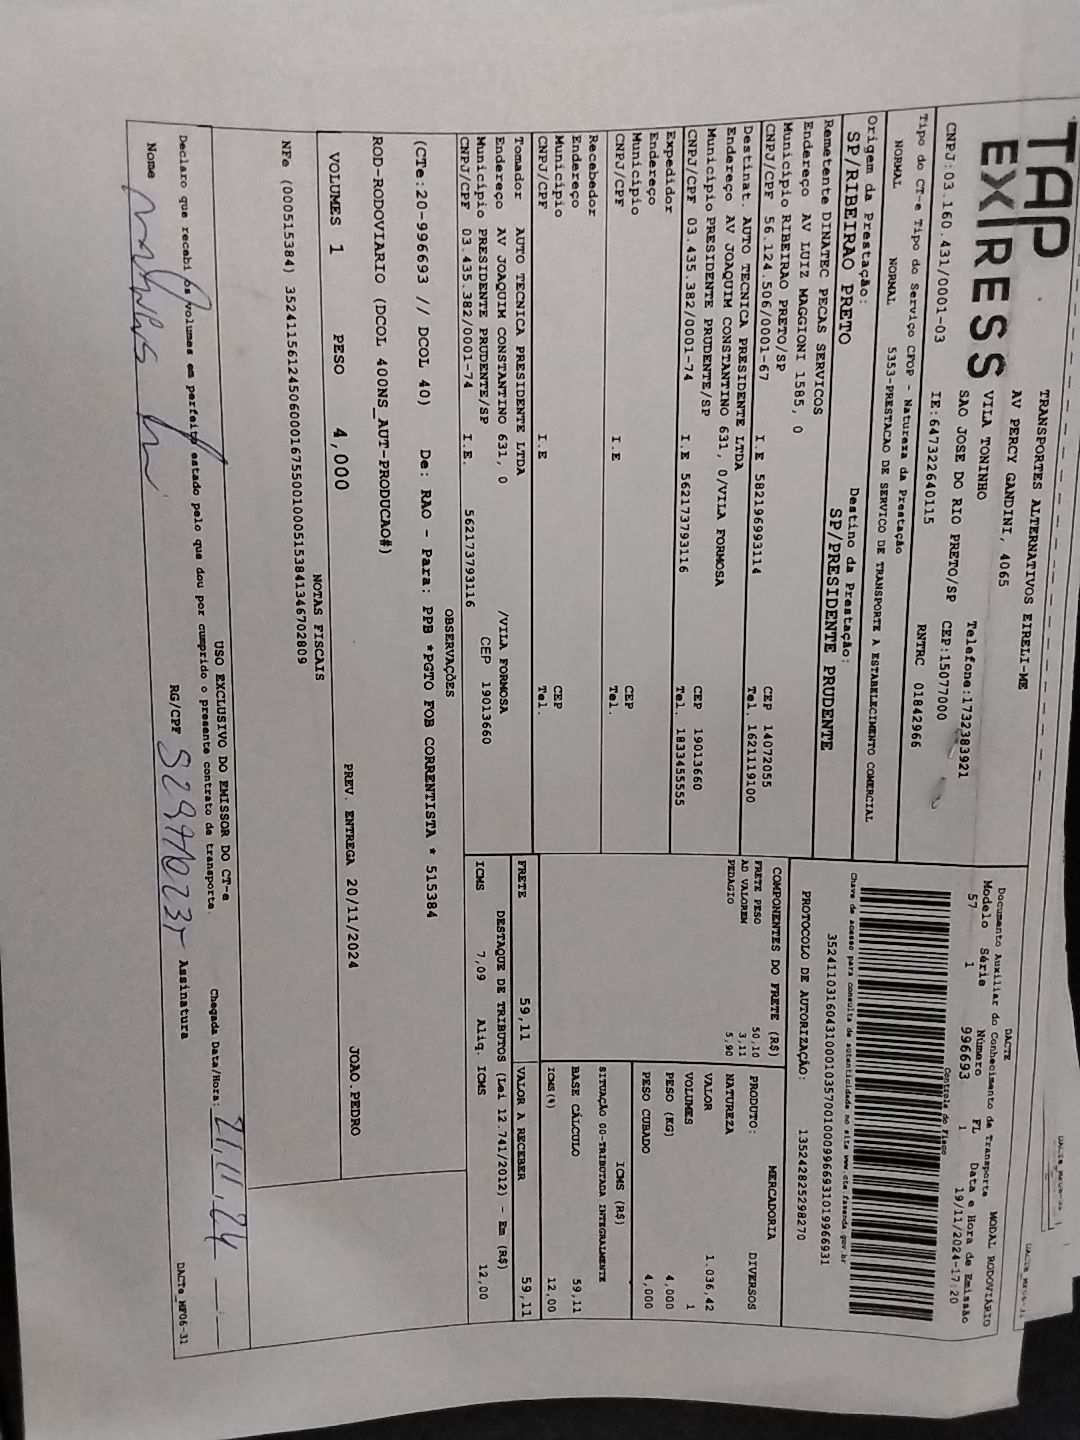 TAP
EXPRESS
TRANSPORTES ALTERNATIVOS EIRELI-ME
AV PERCY GANDINI, 4065
VILA TONINHO
SAO JOSE DO RIO PRETO/SP
Telefone:1732383921
CEP:15077000
CNPJ:03.160.431/0001-03 IE:647322640115 RNTRC 01842966
Tipo do CT-e Tipo do Serviço CFOP - Natureza da Prestação
NORMAL NORMAL 5353-PRESTACAO DE SERVICO DE TRANSPORTE A ESTABELECIMENTO COMERCIAL
Origem da Prestação: Destino da Prestação:
SP/RIBEIRAO PRETO SP/PRESIDENTE PRUDENTE
Remetente DINATEC PECAS SERVICOS
Endereço AV LUIZ MAGGIONI 1585, 0
Município RIBEIRAO PRETO/SP CEP 14072055
CNPJ/CPF 56.124.506/0001-67 I.E 582196993114 Tel. 1621119100
Destinat. AUTO TECNICA PRESIDENTE LTDA
Endereço AV JOAQUIM CONSTANTINO 631, 0/VILA FORMOSA
Município PRESIDENTE PRUDENTE/SP CEP 19013660
CNPJ/CPF 03.435.382/0001-74 I.E 562173793116 Tel. 1833455555
Expedidor
Endereço
Município CEP
CNPJ/CPF I.E Tel.
Recebedor
Endereço
Município CEP
CNPJ/CPF I.E Tel.
Tomador AUTO TECNICA PRESIDENTE LTDA
Endereço AV JOAQUIM CONSTANTINO 631, 0 /VILA FORMOSA
Município PRESIDENTE PRUDENTE/SP CEP 19013660
CNPJ/CPF 03.435.382/0001-74 I.E. 562173793116
DACTE
Documento Auxiliar do Conhecimento de Transporte MODAL RODOVIÁRIO
Modelo Série Número FL Data e Hora de Emissão
57 1 996693 1 19/11/2024-17:20
Controle do Fisco
Chave de acesso para consulta de autenticidade no site www.cte.fazenda.gov.br
PROTOCOLO DE AUTORIZAÇÃO: 135242825298270
COMPONENTES DO FRETE (R$)
FRETE PESO 50,10
AD VALOREM 3,11
PEDAGIO 5,90
MERCADORIA
PRODUTO: DIVERSOS
NATUREZA
VALOR 1.036,42
VOLUMES 1
PESO (KG) 4,000
PESO CUBADO 4,000
ICMS (R$)
SITUAÇÃO 00-TRIBUTADA INTEGRALMENTE
BASE CÁLCULO 59,11
ICMS(%) 12,00
FRETE 59,11 VALOR A RECEBER 59,11
DESTAQUE DE TRIBUTOS (Lei 12.741/2012) - Em (R$)
ICMS 7,09 Aliq. ICMS 12,00
OBSERVAÇÕES
(CTe:20-996693 // DCOL 40) De: RAO - Para: PPB *PGTO FOB CORRENTISTA * 515384
ROD-RODOVIARIO (DCOL 400NS_AUT-PRODUCAO#)
VOLUMES 1 PESO 4,000 PREV. ENTREGA 20/11/2024 JOAO.PEDRO
NOTAS FISCAIS
NFe (000515384)
USO EXCLUSIVO DO EMISSOR DO CT-e
Declaro que recebi os volumes em perfeito estado pelo que dou por cumprido o presente contrato de transporte. Chegada Data/Hora: 21,11,24
Nome RG/CPF Assinatura
DACTe_MF06-31